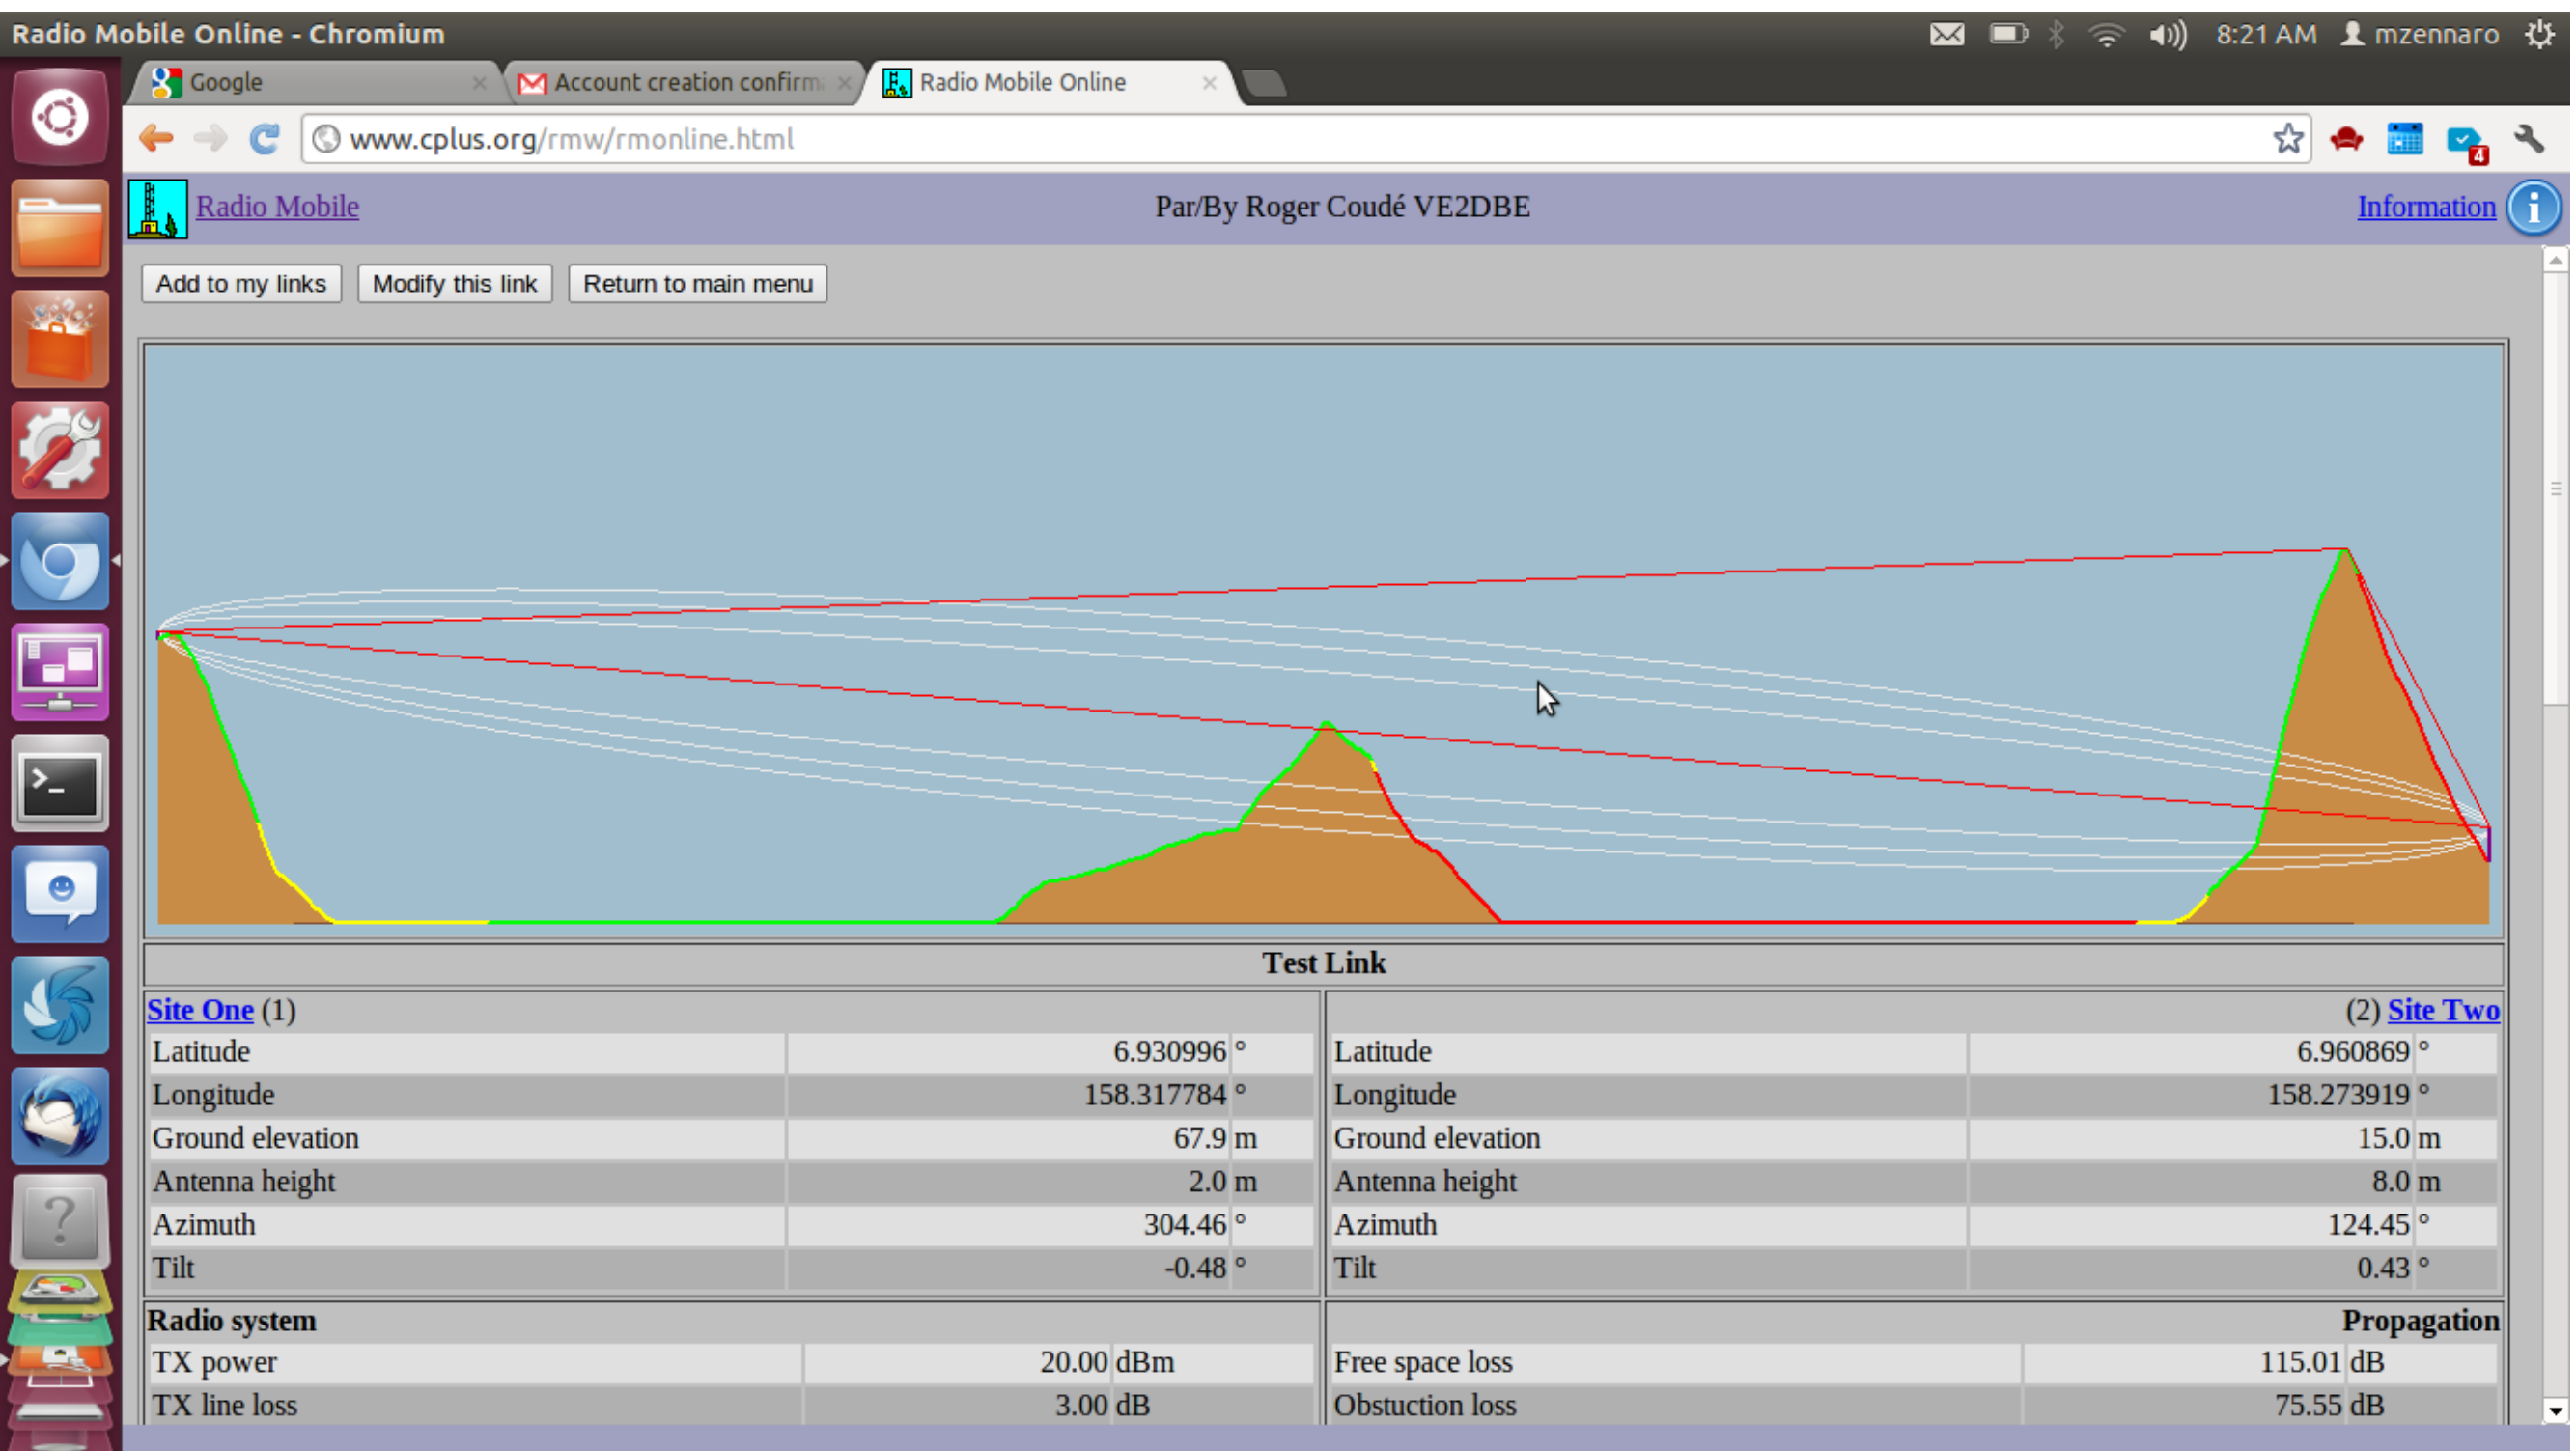 Radio Mobile Online - Chromium
8:21 AM mzennaro
Google
Account creation confirm
Radio Mobile Online
www.cplus.org/rmw/rmonline.html
4
Radio Mobile
Par/By Roger Coudé VE2DBE
Information
Add to my links Modify this link Return to main menu
Test Link
Site One (1)
(2) Site Two
Latitude 6.930996 °
Latitude 6.960869 °
Longitude 158.317784 °
Longitude 158.273919 °
Ground elevation 67.9 m
Ground elevation 15.0 m
Antenna height 2.0 m
Antenna height 8.0 m
Azimuth 304.46 °
Azimuth 124.45 °
Tilt -0.48 °
Tilt 0.43 °
Radio system
Propagation
TX power 20.00 dBm
Free space loss 115.01 dB
TX line loss 3.00 dB
Obstuction loss 75.55 dB